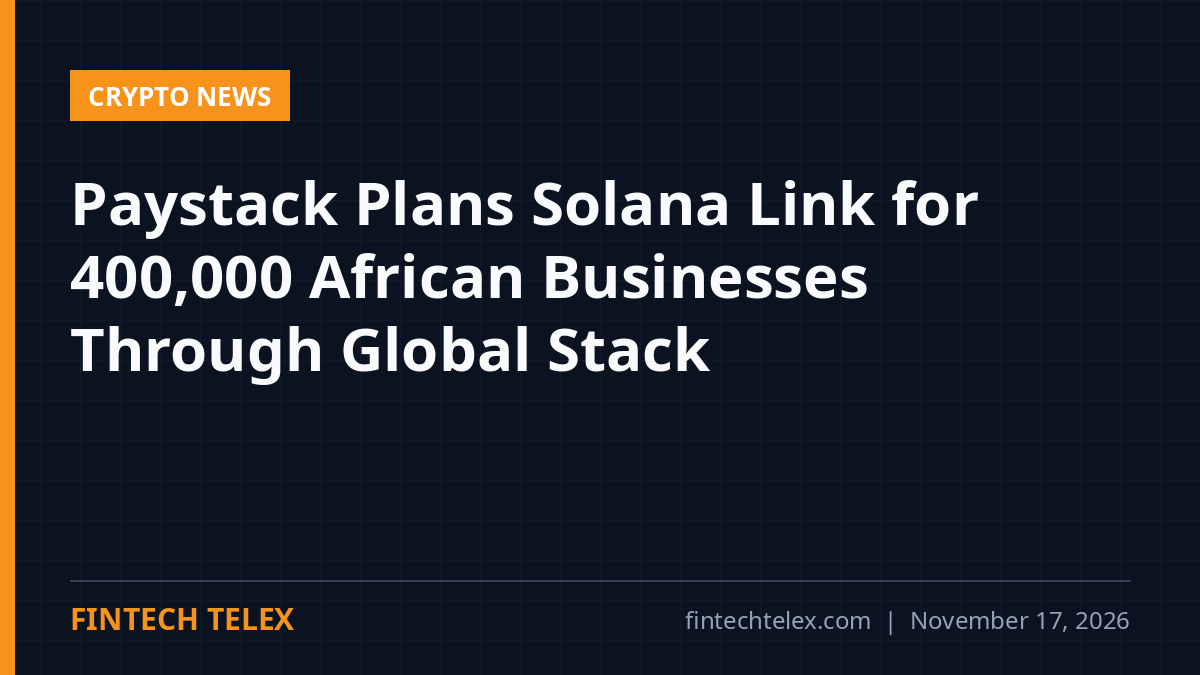 CRYPTO NEWS
Paystack Plans Solana Link for
400,000 African Businesses
Through Global Stack
FINTECH TELEX
fintechtelex.com | November 17, 2026